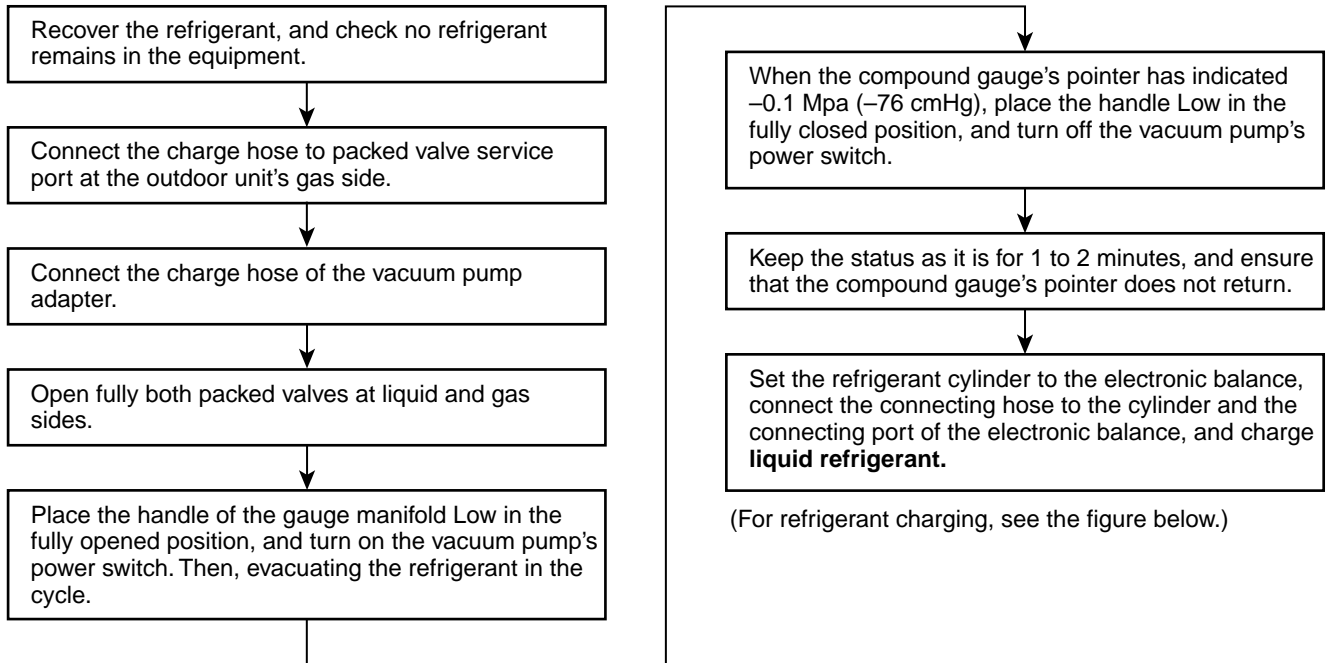 Recover the refrigerant, and check no refrigerant
remains in the equipment.
Connect the charge hose to packed valve service
port at the outdoor unit's gas side.
Connect the charge hose of the vacuum pump
adapter.
Open fully both packed valves at liquid and gas
sides.
Place the handle of the gauge manifold Low in the
fully opened position, and turn on the vacuum pump's
power switch. Then, evacuating the refrigerant in the
cycle.
When the compound gauge's pointer has indicated
–0.1 Mpa (–76 cmHg), place the handle Low in the
fully closed position, and turn off the vacuum pump's
power switch.
Keep the status as it is for 1 to 2 minutes, and ensure
that the compound gauge's pointer does not return.
Set the refrigerant cylinder to the electronic balance,
connect the connecting hose to the cylinder and the
connecting port of the electronic balance, and charge
liquid refrigerant.
(For refrigerant charging, see the figure below.)